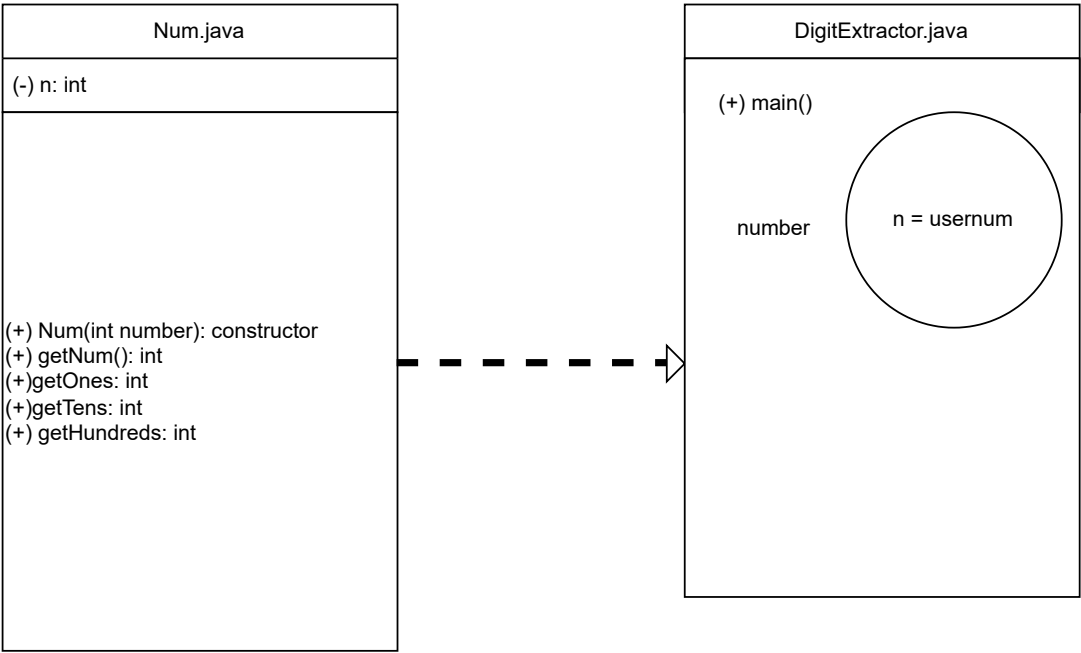 Num.java
(-) n: int
(+) Num(int number): constructor
(+) getNum(): int
(+)getOnes: int
(+)getTens: int
(+) getHundreds: int
DigitExtractor.java
(+) main()
number
n = usernum